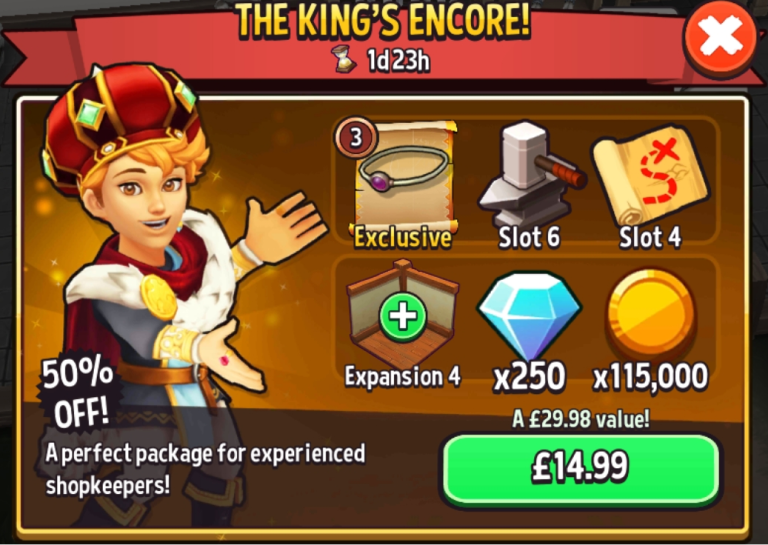 THE KING'S ENCORE!
1d 23h
3
Exclusive
Slot 6
Slot 4
Expansion 4
x250
x115,000
50%
OFF!
A £29.98 value!
A perfect package for experienced
shopkeepers!
£14.99